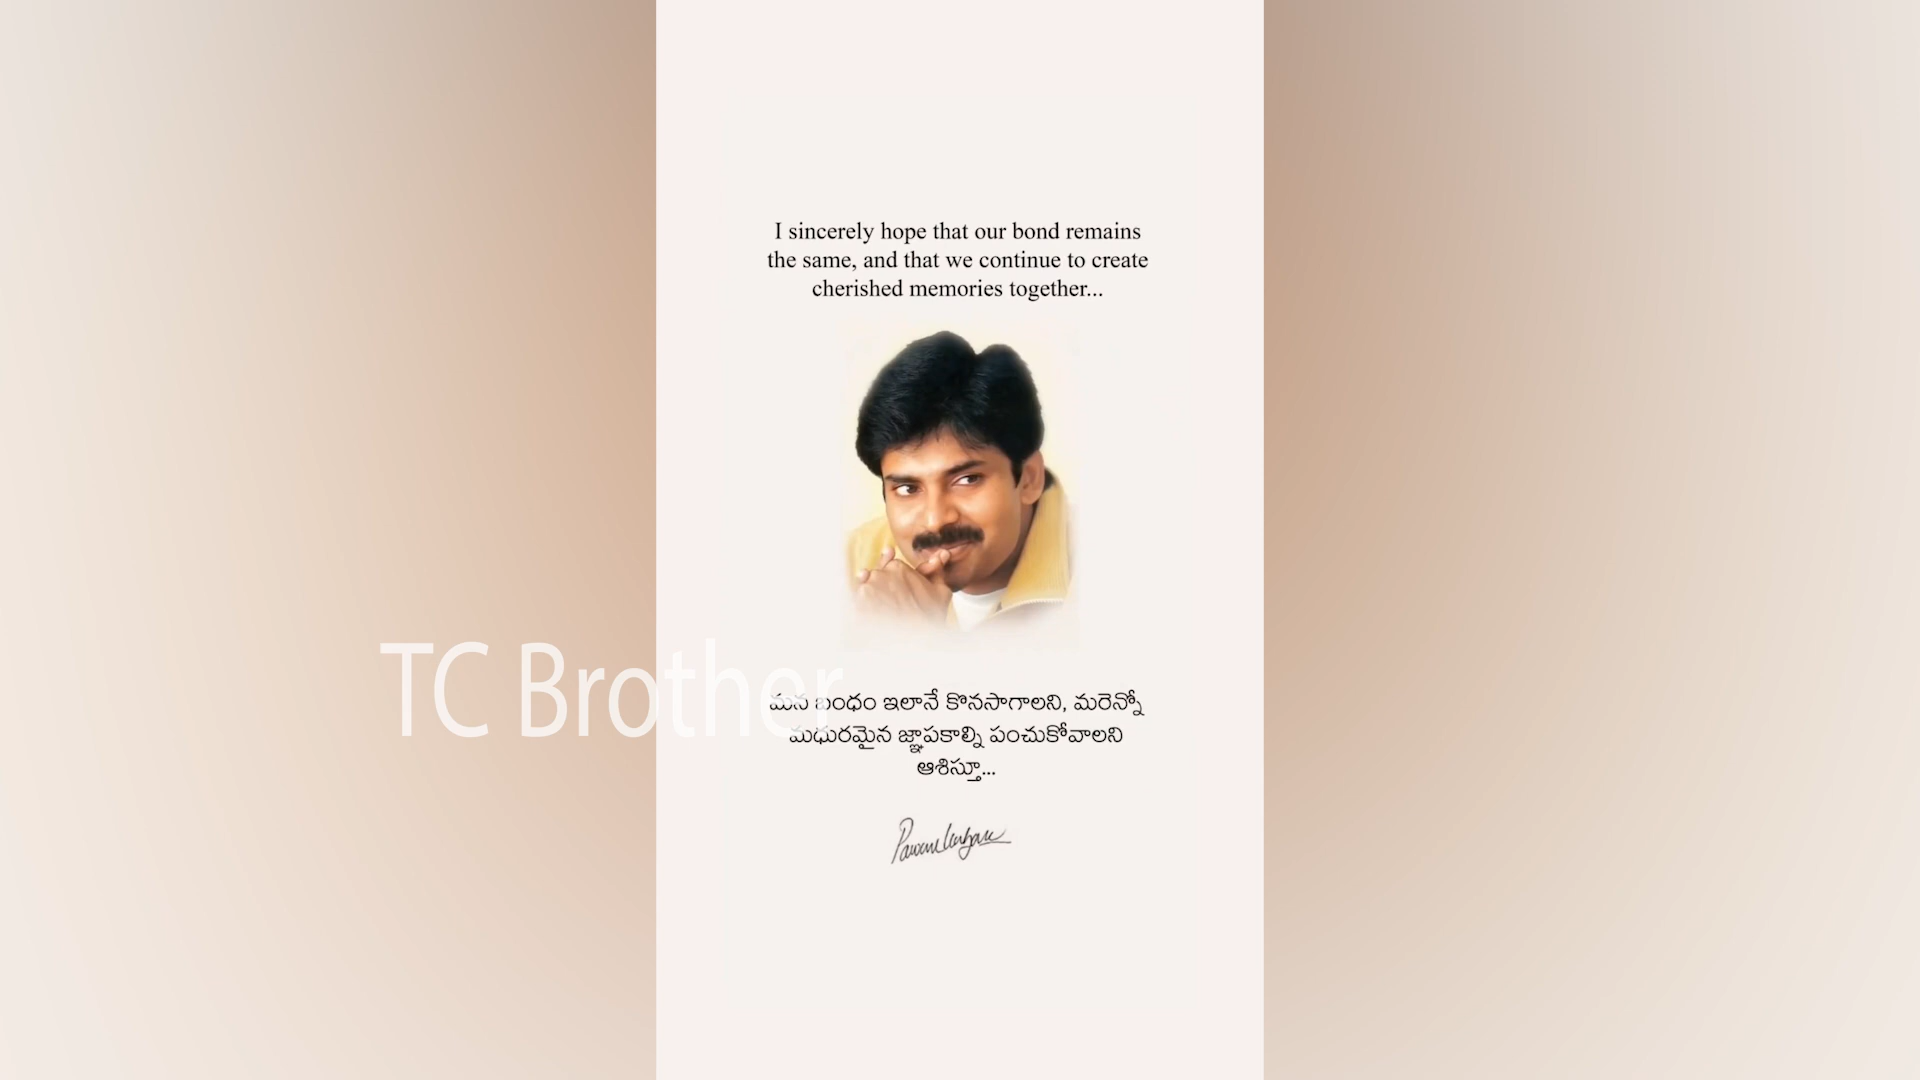 I sincerely hope that our bond remains
the same, and that we continue to create
cherished memories together...
TC Brother
మన బంధం ఇలానే కొనసాగాలని, మరెన్నో
మధురమైన జ్ఞాపకాల్ని పంచుకోవాలని
ఆశిస్తూ...